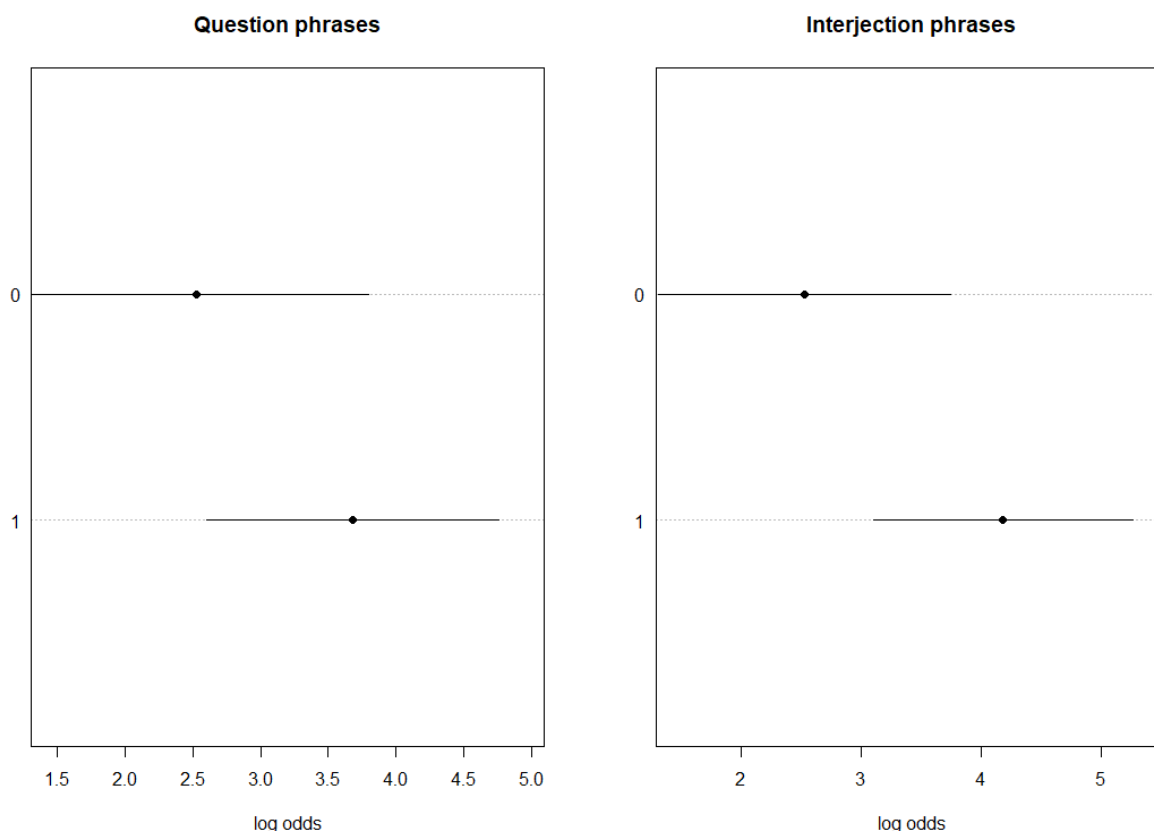 Question phrases
0
1
1.5 2.0 2.5 3.0 3.5 4.0 4.5 5.0
log odds
Interjection phrases
0
1
2 3 4 5
log odds